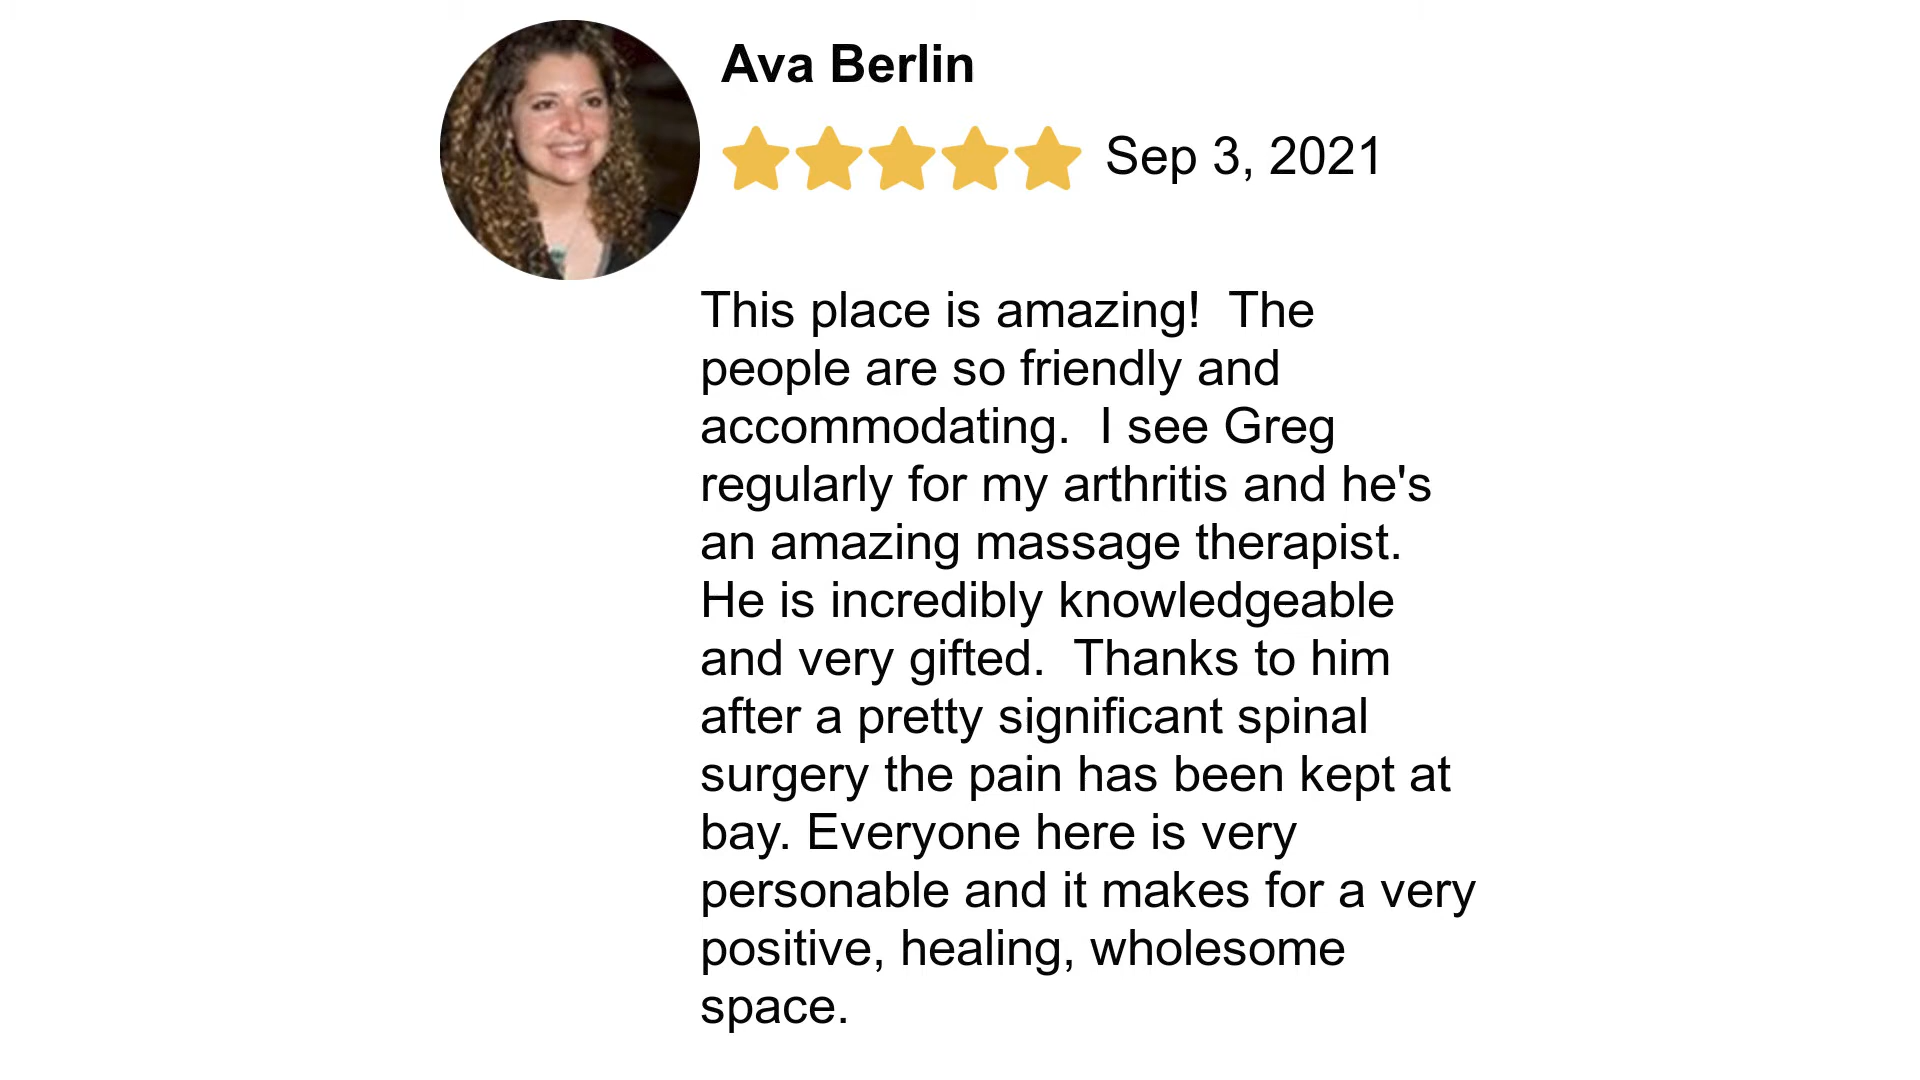 Ava Berlin
Sep 3, 2021
This place is amazing!  The
people are so friendly and
accommodating.  I see Greg
regularly for my arthritis and he's
an amazing massage therapist.
He is incredibly knowledgeable
and very gifted.  Thanks to him
after a pretty significant spinal
surgery the pain has been kept at
bay. Everyone here is very
personable and it makes for a very
positive, healing, wholesome
space.